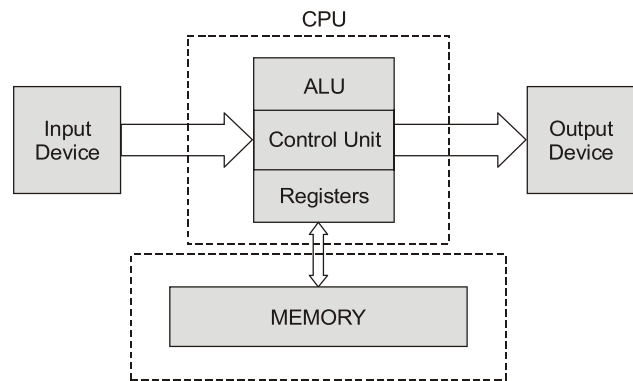 CPU
ALU
Input
Device
Control Unit
Output
Device
Registers
MEMORY